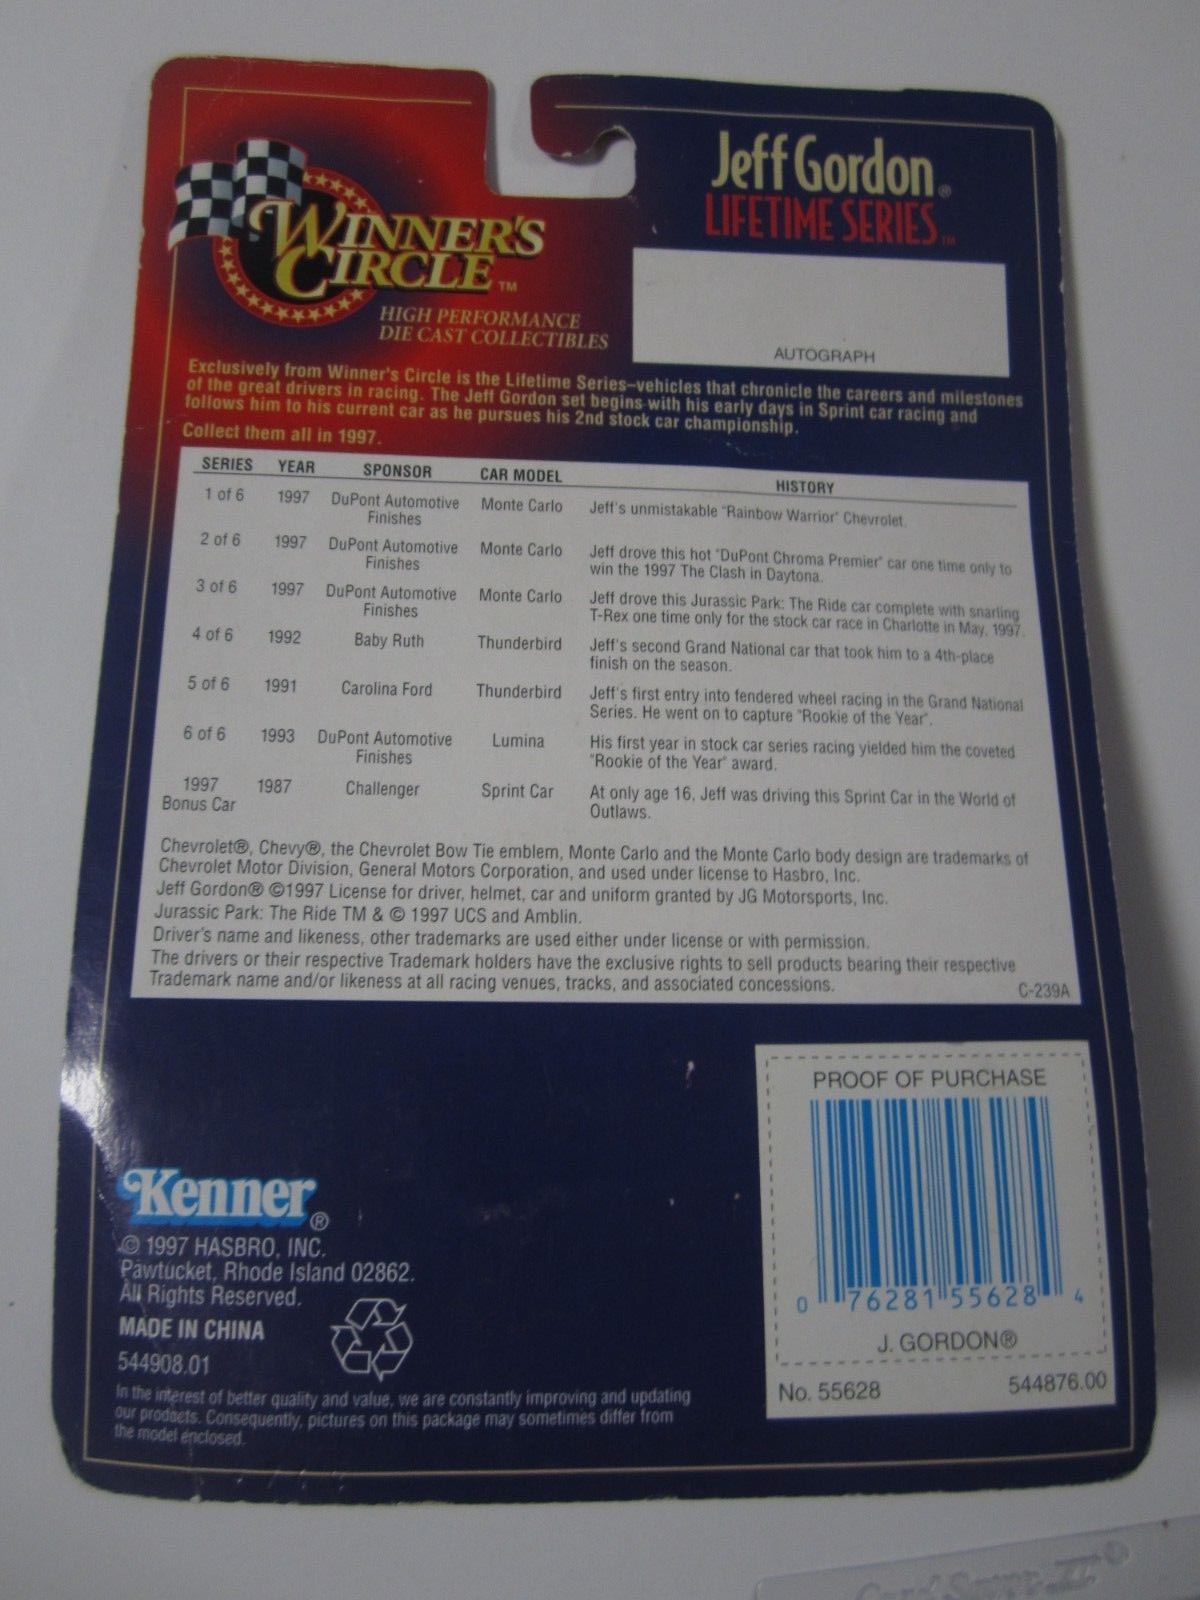 WINNER'S
CIRCLE™
HIGH PERFORMANCE
DIE CAST COLLECTIBLES
Jeff Gordon®
LIFETIME SERIES™
AUTOGRAPH
Exclusively from Winner's Circle is the Lifetime Series–vehicles that chronicle the careers and milestones
of the great drivers in racing. The Jeff Gordon set begins with his early days in Sprint car racing and
follows him to his current car as he pursues his 2nd stock car championship.
Collect them all in 1997.
SERIES YEAR SPONSOR CAR MODEL HISTORY
1 of 6 1997 DuPont Automotive Monte Carlo Jeff's unmistakable "Rainbow Warrior" Chevrolet.
Finishes
2 of 6 1997 DuPont Automotive Monte Carlo Jeff drove this hot "DuPont Chroma Premier" car one time only to
Finishes win the 1997 The Clash in Daytona.
3 of 6 1997 DuPont Automotive Monte Carlo Jeff drove this Jurassic Park: The Ride car complete with snarling
Finishes T-Rex one time only for the stock car race in Charlotte in May, 1997.
4 of 6 1992 Baby Ruth Thunderbird Jeff's second Grand National car that took him to a 4th-place
finish on the season.
5 of 6 1991 Carolina Ford Thunderbird Jeff's first entry into fendered wheel racing in the Grand National
Series. He went on to capture "Rookie of the Year".
6 of 6 1993 DuPont Automotive Lumina His first year in stock car series racing yielded him the coveted
Finishes "Rookie of the Year" award.
1997 1987 Challenger Sprint Car At only age 16, Jeff was driving this Sprint Car in the World of
Bonus Car Outlaws.
Chevrolet®, Chevy®, the Chevrolet Bow Tie emblem, Monte Carlo and the Monte Carlo body design are trademarks of
Chevrolet Motor Division, General Motors Corporation, and used under license to Hasbro, Inc.
Jeff Gordon® ©1997 License for driver, helmet, car and uniform granted by JG Motorsports, Inc.
Jurassic Park: The Ride TM & © 1997 UCS and Amblin.
Driver's name and likeness, other trademarks are used either under license or with permission.
The drivers or their respective Trademark holders have the exclusive rights to sell products bearing their respective
Trademark name and/or likeness at all racing venues, tracks, and associated concessions.
C-239A
Kenner®
© 1997 HASBRO, INC.
Pawtucket, Rhode Island 02862.
All Rights Reserved.
MADE IN CHINA
544908.01
In the interest of better quality and value, we are constantly improving and updating
our products. Consequently, pictures on this package may sometimes differ from
the model enclosed.
PROOF OF PURCHASE
0 76281 55628 4
J. GORDON®
No. 55628 544876.00